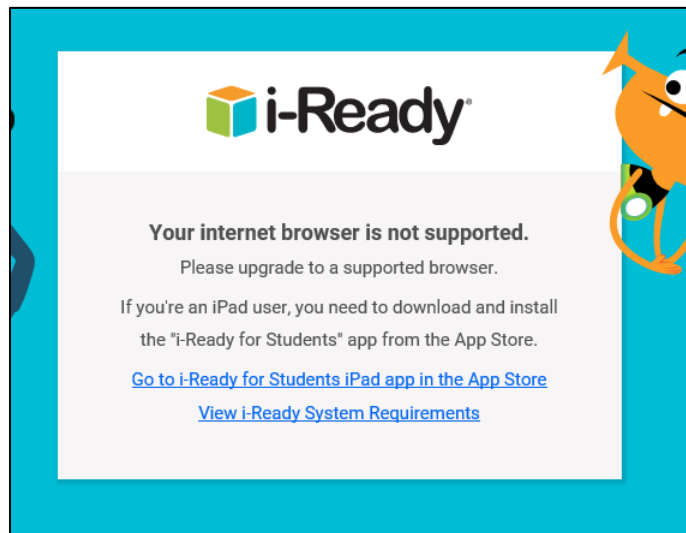 i-Ready®
Your internet browser is not supported.
Please upgrade to a supported browser.
If you're an iPad user, you need to download and install
the "i-Ready for Students" app from the App Store.
Go to i-Ready for Students iPad app in the App Store
View i-Ready System Requirements